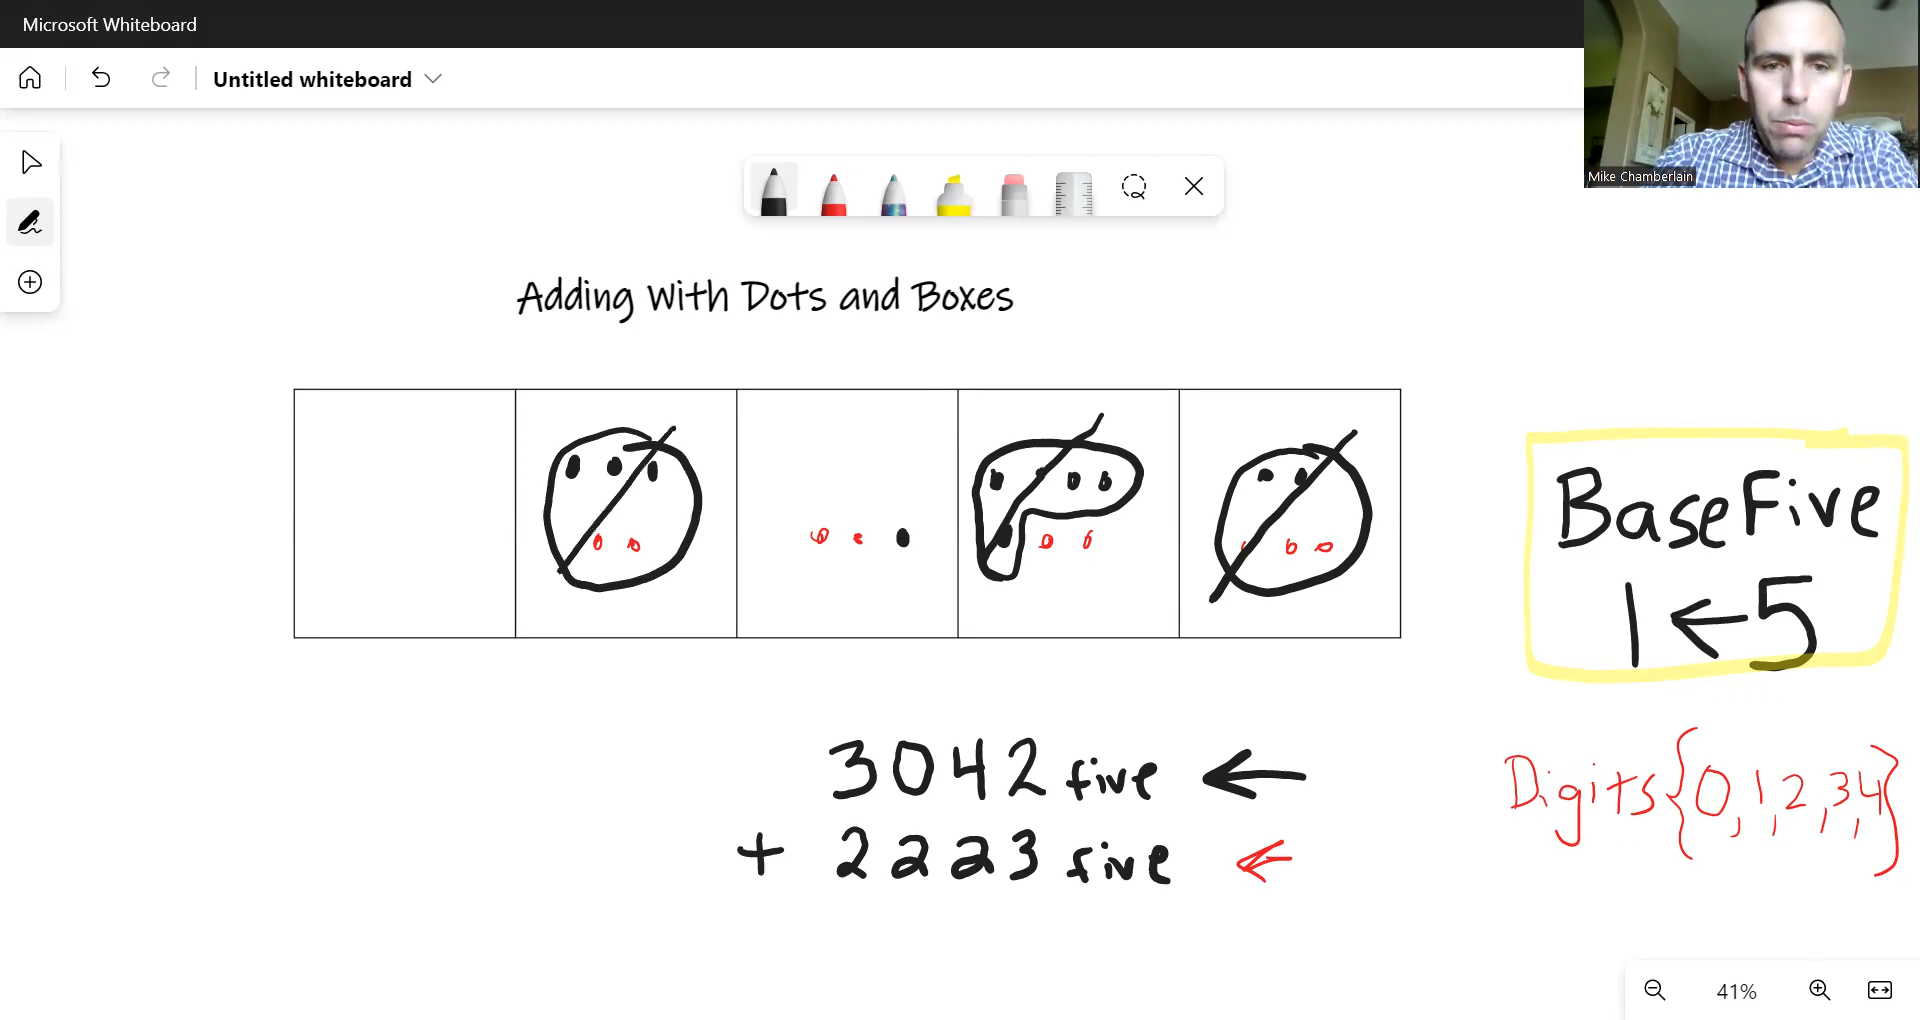 Microsoft Whiteboard
Untitled whiteboard
Mike Chamberlain
Adding With Dots and Boxes
Base Five
1 ← 5
3042 five ←
+ 2223 five ←
Digits {0, 1, 2, 3, 4}
41%